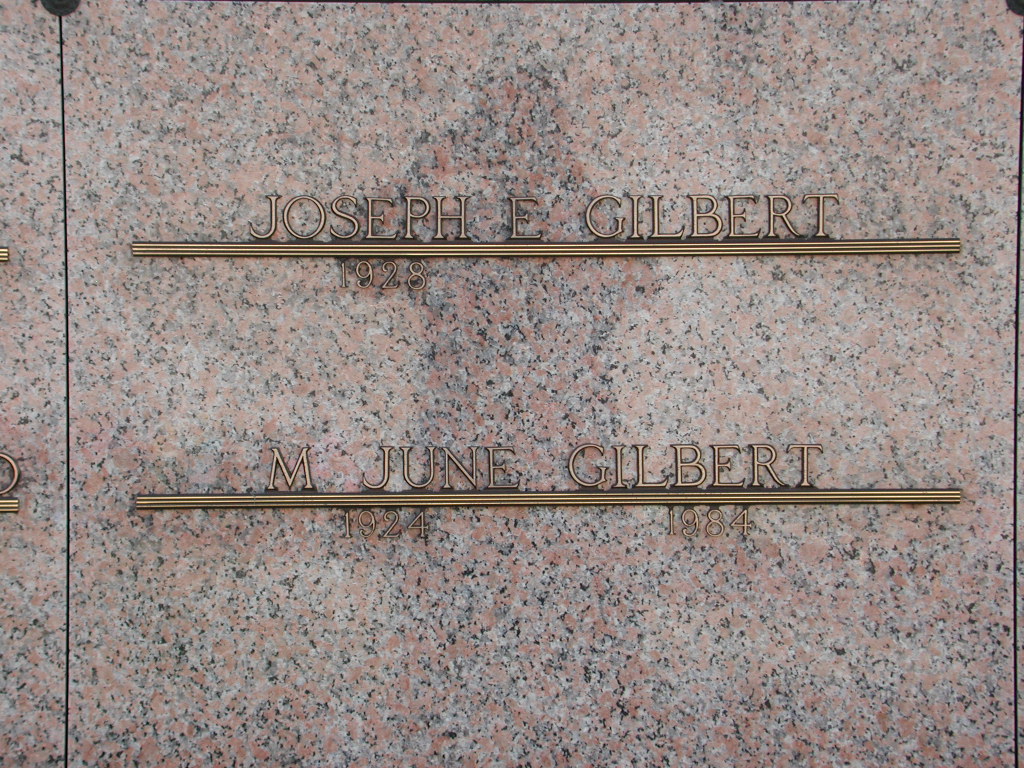 JOSEPH E GILBERT
1928
M JUNE GILBERT
1924 1984